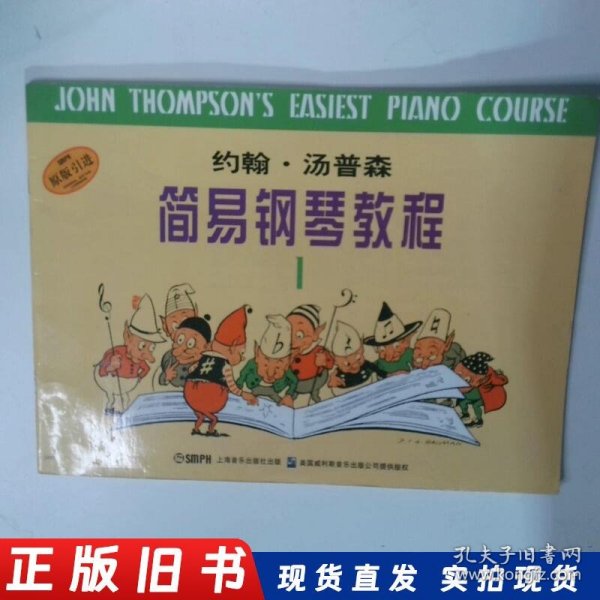 JOHN THOMPSON'S EASIEST PIANO COURSE
原版引进
约翰·汤普森
简易钢琴教程
1
SMPH 上海音乐出版社出版 美国威利斯音乐出版公司提供版权
正版旧书
现货直发 实拍现货
孔夫子旧书网
www.kongfz.com